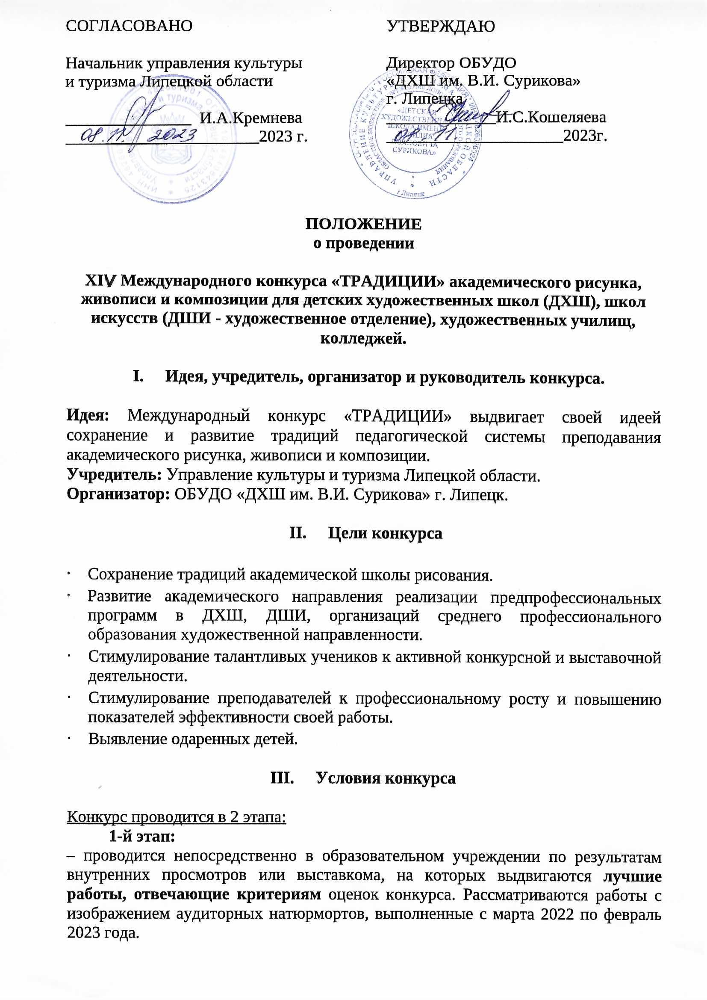 СОГЛАСОВАНО
Начальник управления культуры
и туризма Липецкой области
И.А.Кремнева
08.11. 2023 2023 г.
УТВЕРЖДАЮ
Директор ОБУДО
«ДХШ им. В.И. Сурикова»
г. Липецка
И.С.Кошеляева
08.11. 2023г.
«ДЕТСКАЯ
ШКОЛА ИМЕНИ
ВАСИЛИЯ
ИВАНОВИЧА
СУРИКОВА»
г.Липецк
ПОЛОЖЕНИЕ
о проведении
XIV Международного конкурса «ТРАДИЦИИ» академического рисунка,
живописи и композиции для детских художественных школ (ДХШ), школ
искусств (ДШИ - художественное отделение), художественных училищ,
колледжей.
I. Идея, учредитель, организатор и руководитель конкурса.
Идея: Международный конкурс «ТРАДИЦИИ» выдвигает своей идеей
сохранение и развитие традиций педагогической системы преподавания
академического рисунка, живописи и композиции.
Учредитель: Управление культуры и туризма Липецкой области.
Организатор: ОБУДО «ДХШ им. В.И. Сурикова» г. Липецк.
II. Цели конкурса
· Сохранение традиций академической школы рисования.
· Развитие академического направления реализации предпрофессиональных
программ в ДХШ, ДШИ, организаций среднего профессионального
образования художественной направленности.
· Стимулирование талантливых учеников к активной конкурсной и выставочной
деятельности.
· Стимулирование преподавателей к профессиональному росту и повышению
показателей эффективности своей работы.
· Выявление одаренных детей.
III. Условия конкурса
Конкурс проводится в 2 этапа:
1-й этап:
– проводится непосредственно в образовательном учреждении по результатам
внутренних просмотров или выставкома, на которых выдвигаются лучшие
работы, отвечающие критериям оценок конкурса. Рассматриваются работы с
изображением аудиторных натюрмортов, выполненные с марта 2022 по февраль
2023 года.